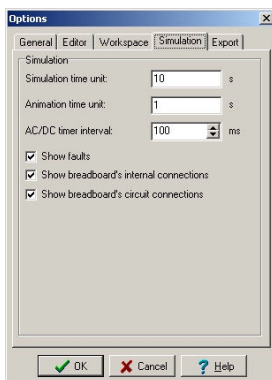 Options
General Editor Workspace Simulation Export
Simulation
Simulation time unit: 10 s
Animation time unit: 1 s
AC/DC timer interval: 100 ms
Show faults
Show breadboard's internal connections
Show breadboard's circuit connections
OK Cancel Help